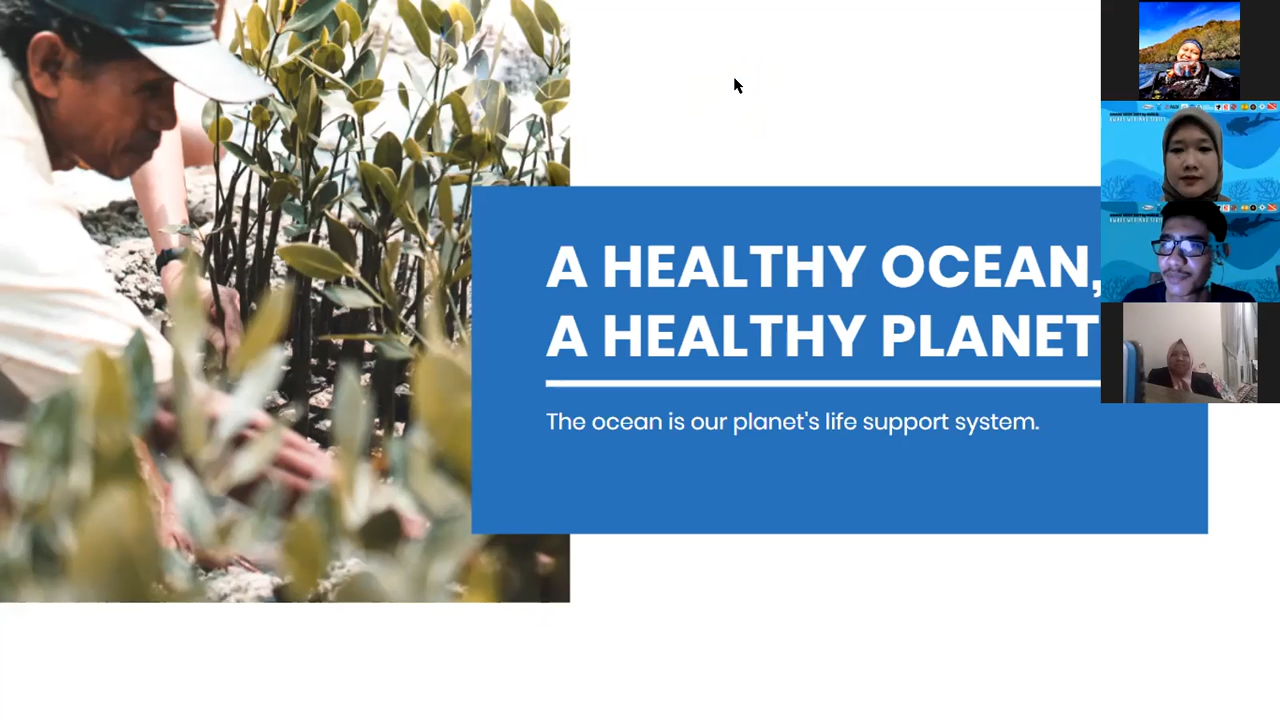 A HEALTHY OCEAN,
A HEALTHY PLANET
The ocean is our planet's life support system.